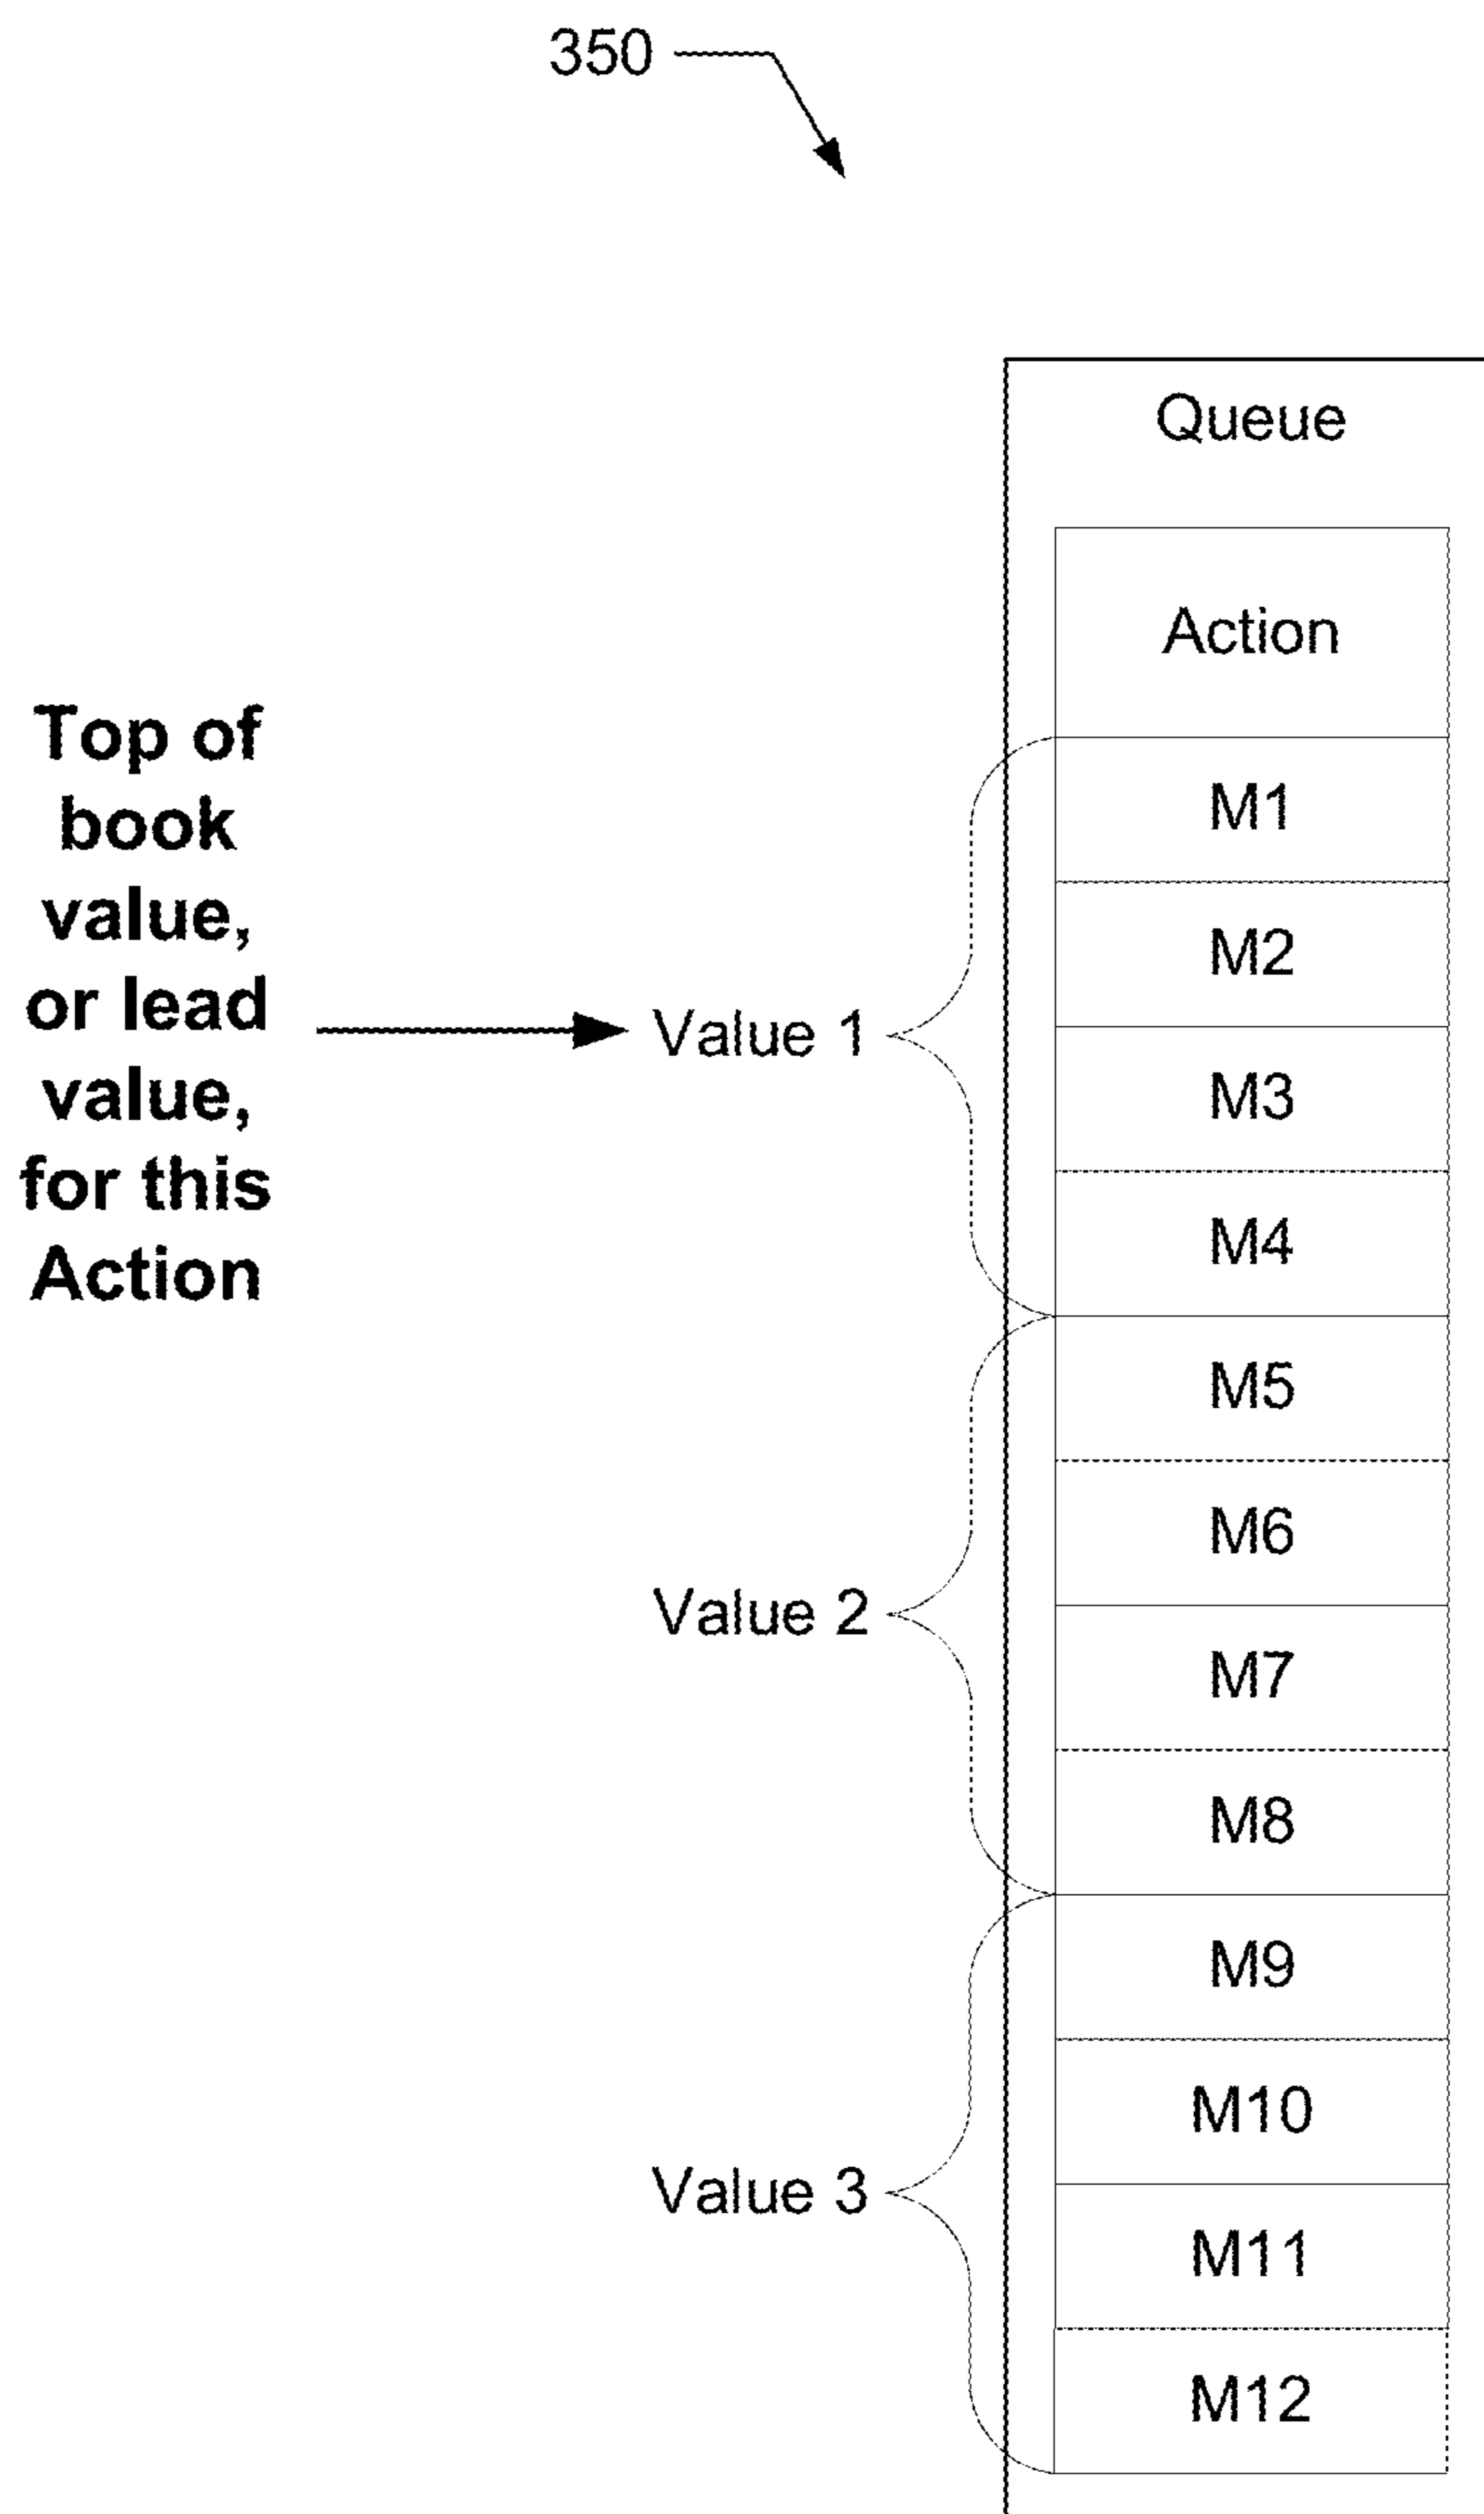 350
Queue
Action
Top of
book
value,
or lead
value,
for this
Action
Value 1
M1
M2
M3
M4
Value 2
M5
M6
M7
M8
Value 3
M9
M10
M11
M12